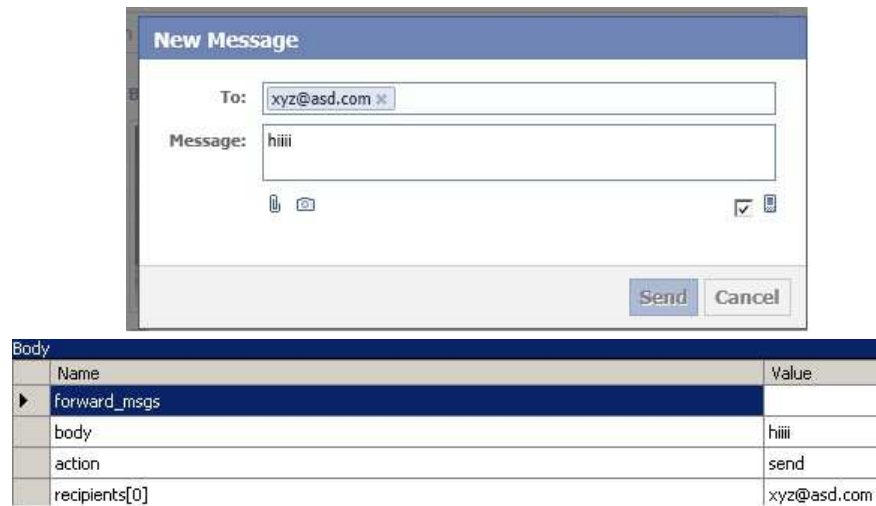 New Message
To: xyz@asd.com ×
Message: hiiii
Send Cancel
Body
Name Value
forward_msgs
body hiiii
action send
recipients[0] xyz@asd.com